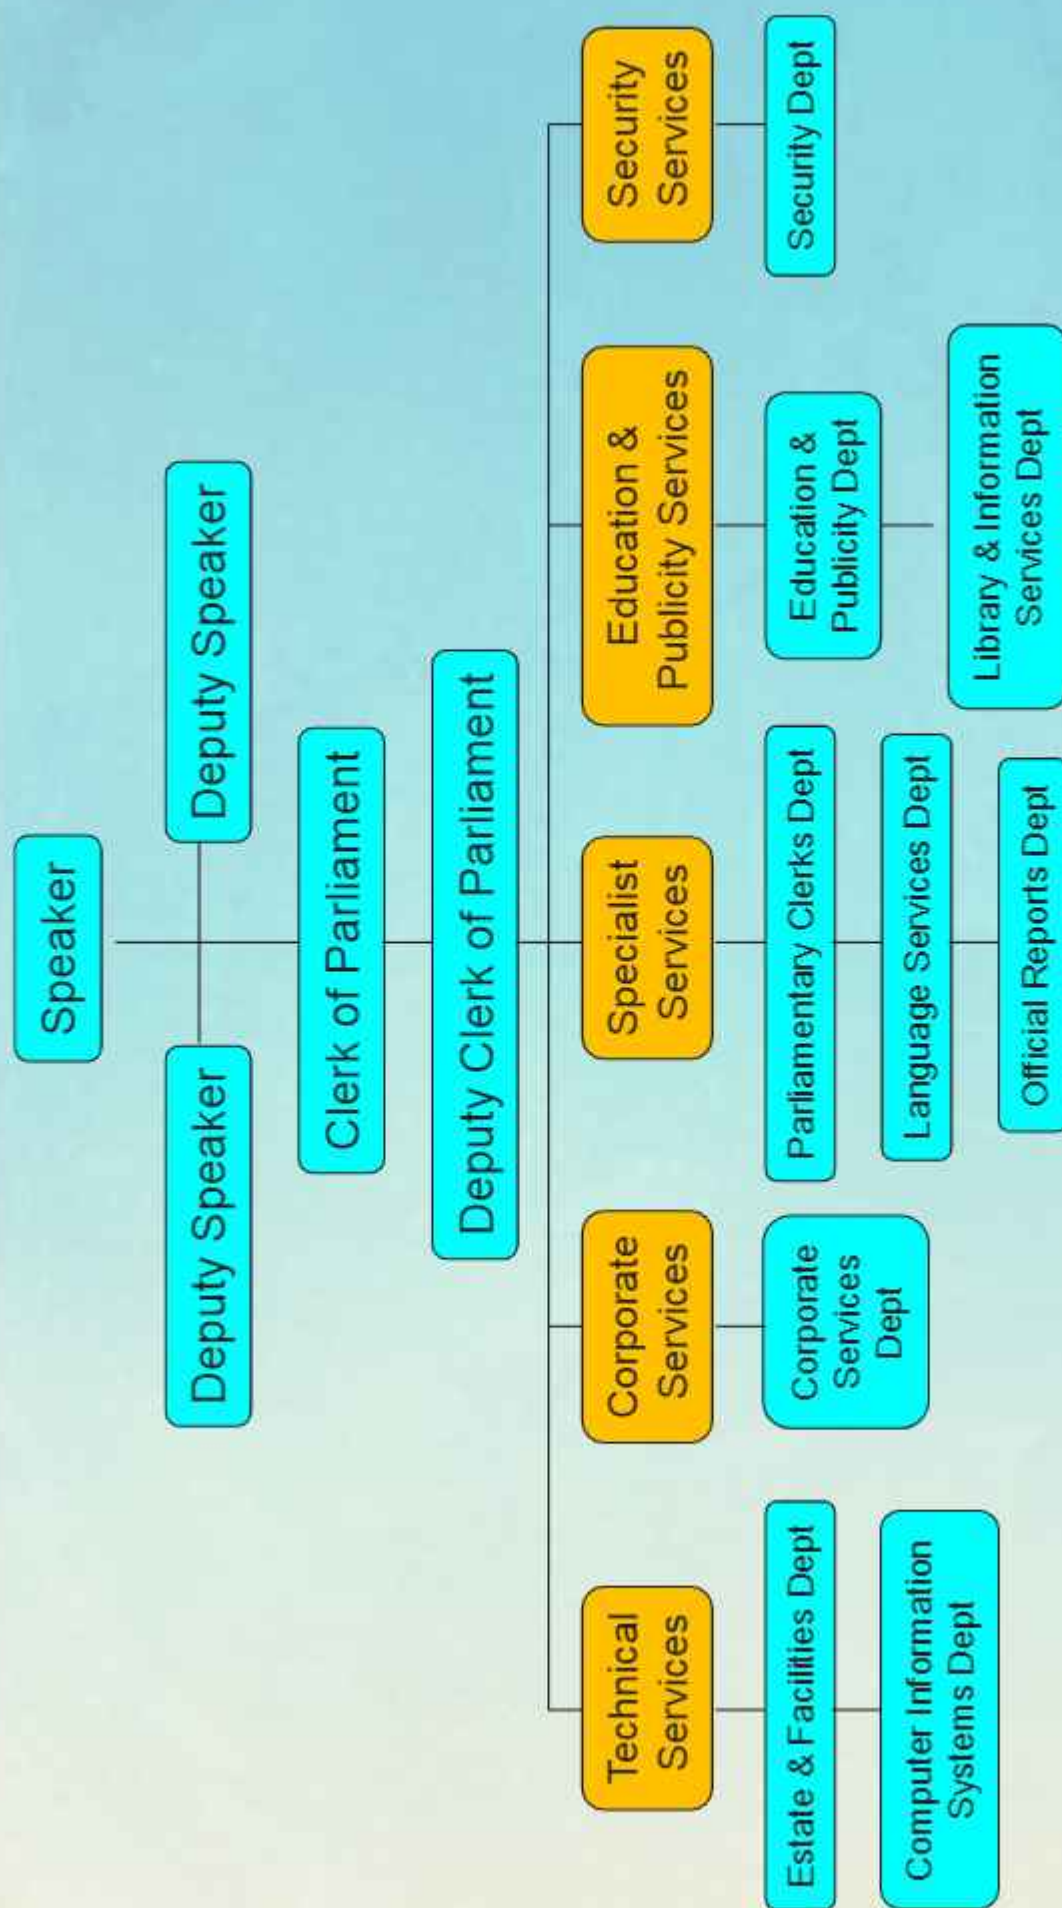 Speaker
Deputy Speaker
Deputy Speaker
Clerk of Parliament
Deputy Clerk of Parliament
Technical
Services
Corporate
Services
Specialist
Services
Education &
Publicity Services
Security
Services
Estate & Facilities Dept
Computer Information
Systems Dept
Corporate
Services
Dept
Parliamentary Clerks Dept
Language Services Dept
Official Reports Dept
Education &
Publicity Dept
Library & Information
Services Dept
Security Dept